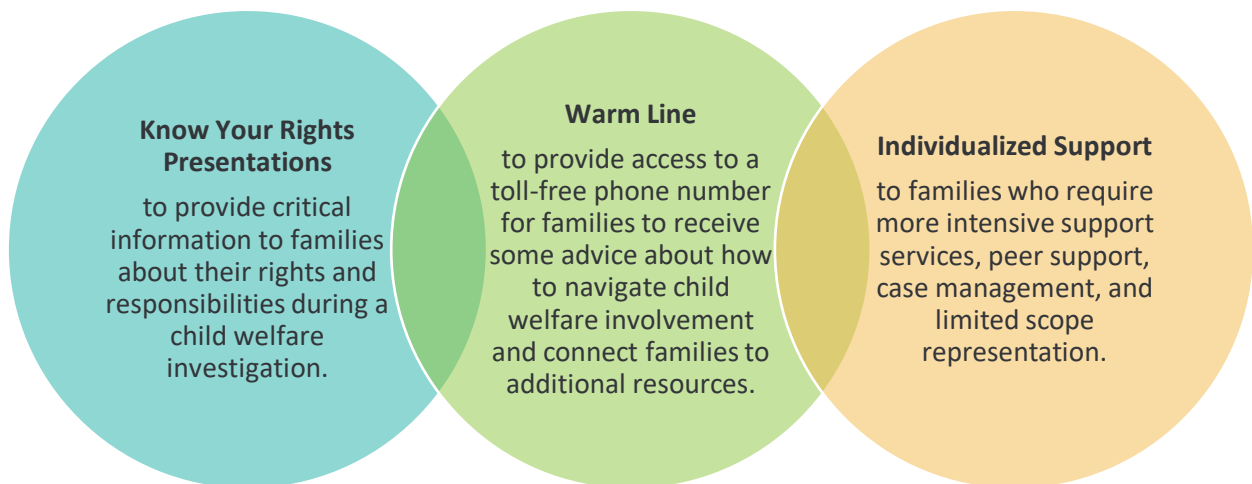 Know Your Rights
Presentations
to provide critical
information to families
about their rights and
responsibilities during a
child welfare
investigation.
Warm Line
to provide access to a
toll-free phone number
for families to receive
some advice about how
to navigate child
welfare involvement
and connect families to
additional resources.
Individualized Support
to families who require
more intensive support
services, peer support,
case management, and
limited scope
representation.